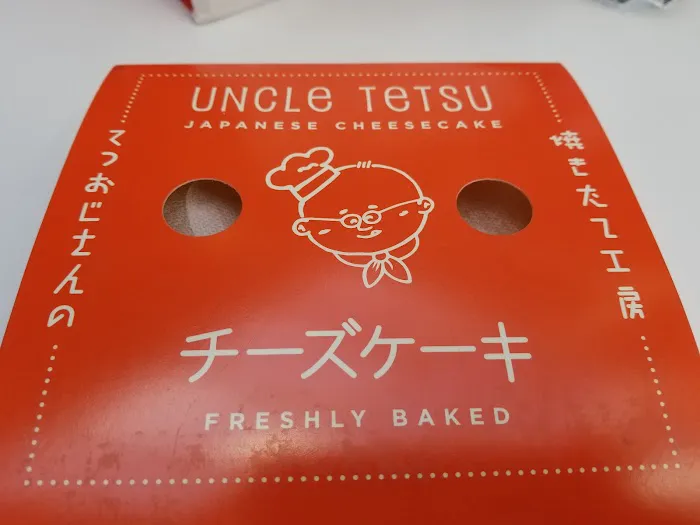 UNCLE TETSU
JAPANESE CHEESECAKE
てつおじさんの
焼きたて工房
チーズケーキ
FRESHLY BAKED